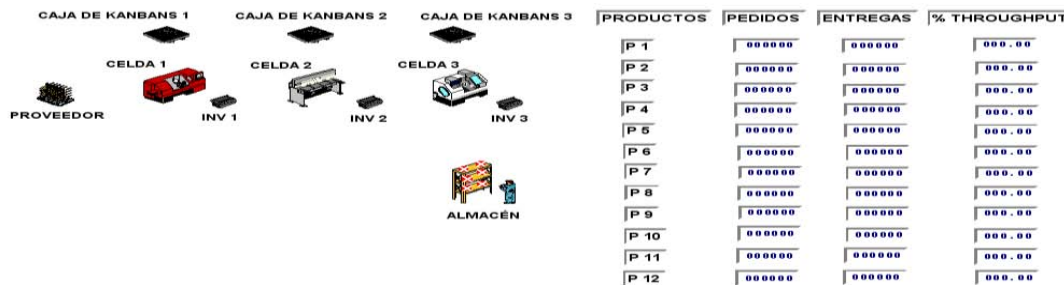 CAJA DE KANBANS 1 CAJA DE KANBANS 2 CAJA DE KANBANS 3
CELDA 1 CELDA 2 CELDA 3
PROVEEDOR INV 1 INV 2 INV 3
ALMACÉN
PRODUCTOS PEDIDOS ENTREGAS % THROUGHPUT
P 1 000000 000000 000.00
P 2 000000 000000 000.00
P 3 000000 000000 000.00
P 4 000000 000000 000.00
P 5 000000 000000 000.00
P 6 000000 000000 000.00
P 7 000000 000000 000.00
P 8 000000 000000 000.00
P 9 000000 000000 000.00
P 10 000000 000000 000.00
P 11 000000 000000 000.00
P 12 000000 000000 000.00